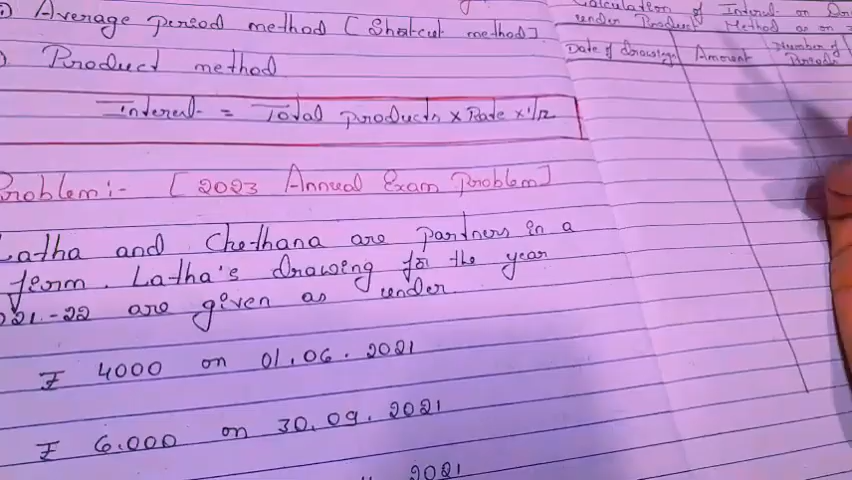 Average period method [Shotcut method]
Product method
Interest = Total products × Rate × 1/12
Problem:- [2023 Annual Exam Problem]
Latha and Chethana are partners in a
firm. Latha's drawing for the year
2021-22 are given as under
₹ 4000 on 01.06.2021
₹ 6.000 on 30.09.2021
2021
Calculation of Interest on
under Product Method as on
Date of drawings Amount Number of
Periods